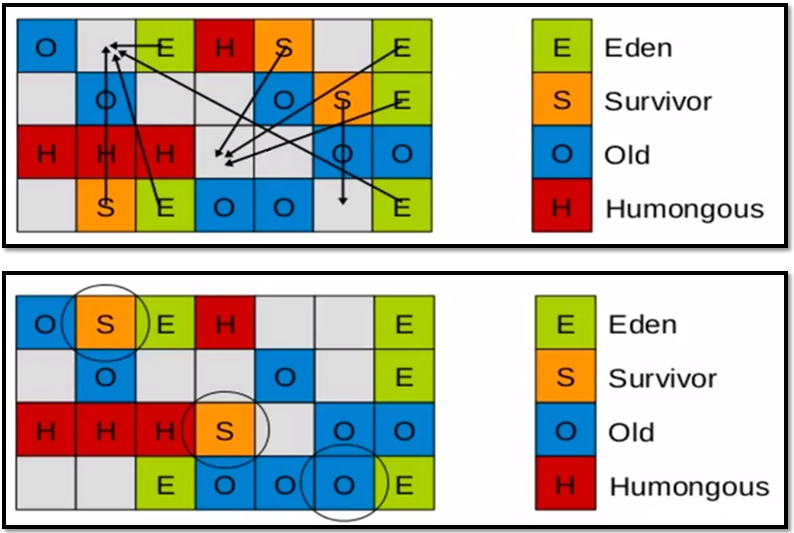 O E H S E E Eden
O O S E S Survivor
H H H O O O Old
S E O O E H Humongous
O S E H E E Eden
O O E S Survivor
H H H S O O O Old
E O O O E H Humongous